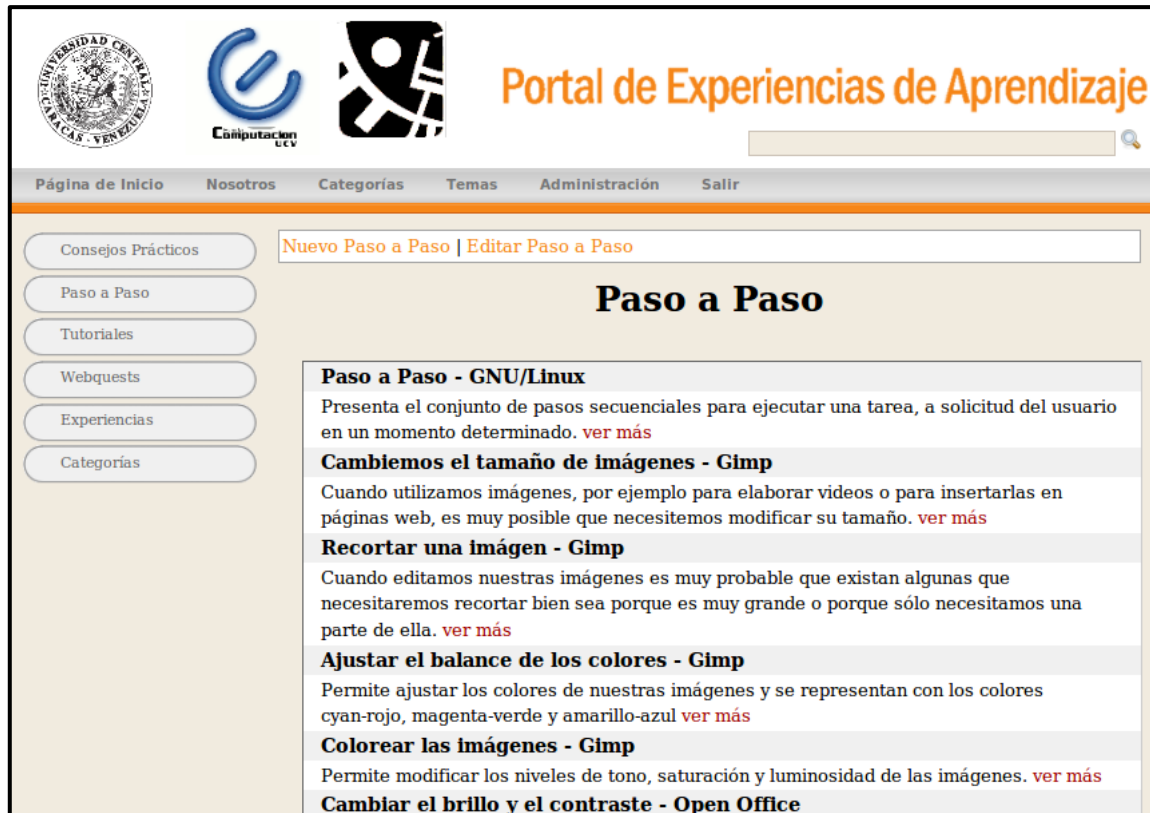 UNIVERSIDAD CENTRAL
CARACAS - VENEZUELA
Computacion
UCV
Portal de Experiencias de Aprendizaje
Página de Inicio Nosotros Categorías Temas Administración Salir
Consejos Prácticos
Paso a Paso
Tutoriales
Webquests
Experiencias
Categorías
Nuevo Paso a Paso | Editar Paso a Paso
Paso a Paso
Paso a Paso - GNU/Linux
Presenta el conjunto de pasos secuenciales para ejecutar una tarea, a solicitud del usuario
en un momento determinado. ver más
Cambiemos el tamaño de imágenes - Gimp
Cuando utilizamos imágenes, por ejemplo para elaborar videos o para insertarlas en
páginas web, es muy posible que necesitemos modificar su tamaño. ver más
Recortar una imágen - Gimp
Cuando editamos nuestras imágenes es muy probable que existan algunas que
necesitaremos recortar bien sea porque es muy grande o porque sólo necesitamos una
parte de ella. ver más
Ajustar el balance de los colores - Gimp
Permite ajustar los colores de nuestras imágenes y se representan con los colores
cyan-rojo, magenta-verde y amarillo-azul ver más
Colorear las imágenes - Gimp
Permite modificar los niveles de tono, saturación y luminosidad de las imágenes. ver más
Cambiar el brillo y el contraste - Open Office